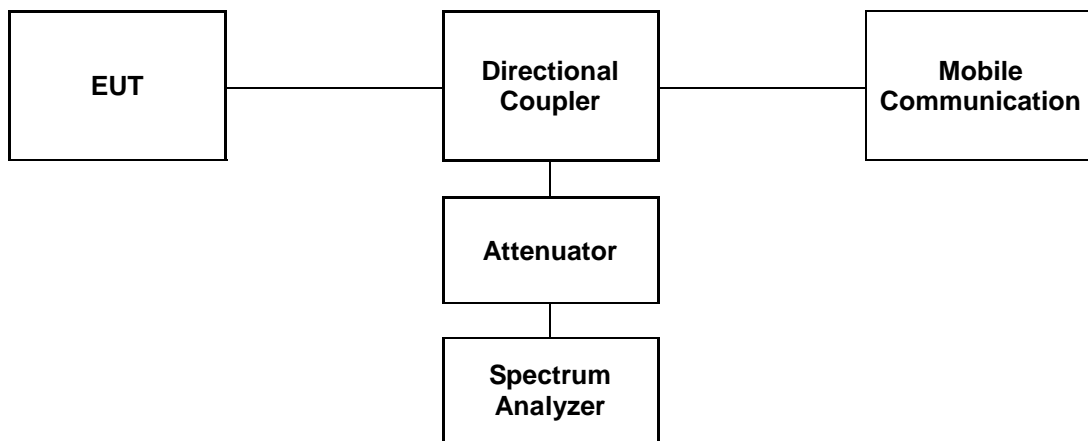 EUT
Directional
Coupler
Mobile
Communication
Attenuator
Spectrum
Analyzer